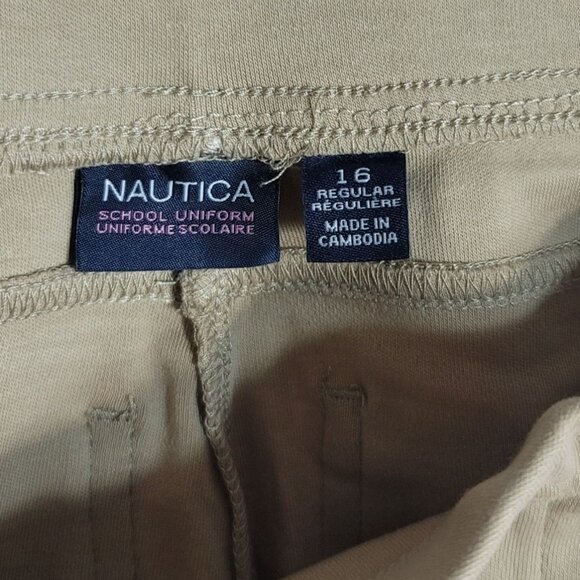 NAUTICA
SCHOOL UNIFORM
UNIFORME SCOLAIRE
16
REGULAR
RÉGULIÈRE
MADE IN
CAMBODIA